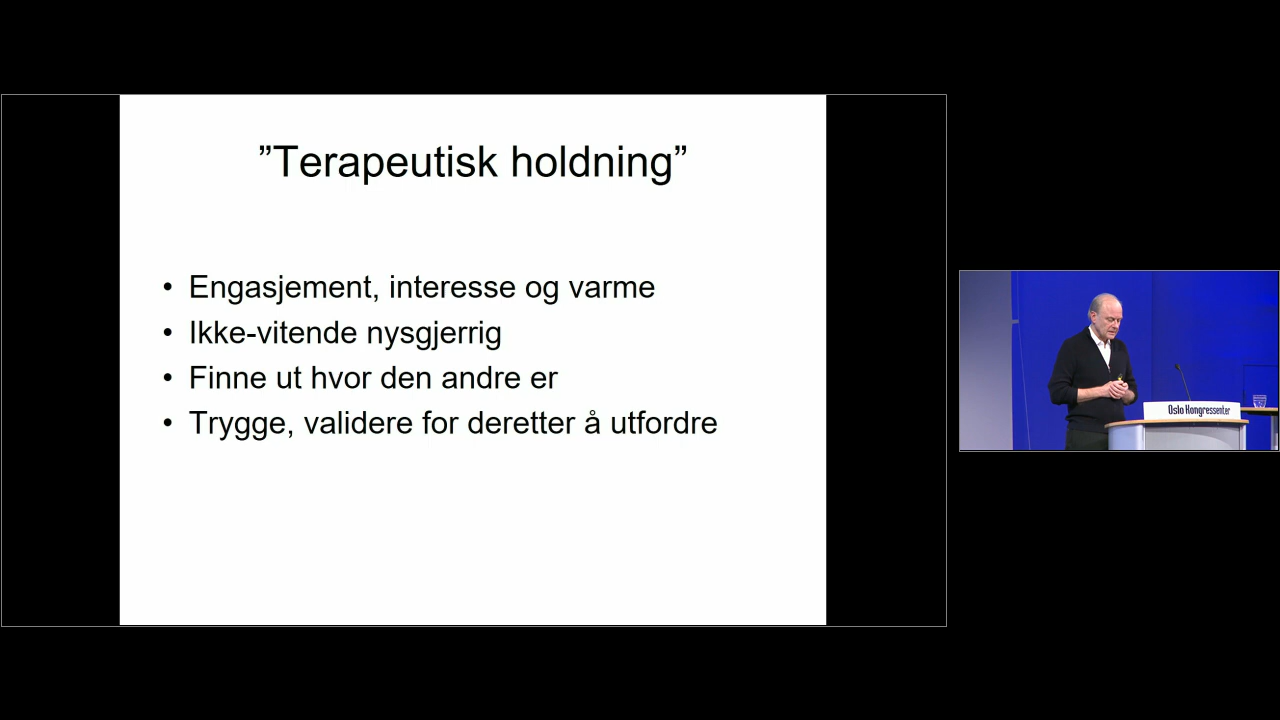 ”Terapeutisk holdning”
• Engasjement, interesse og varme
• Ikke-vitende nysgjerrig
• Finne ut hvor den andre er
• Trygge, validere for deretter å utfordre
Oslo Kongressenter